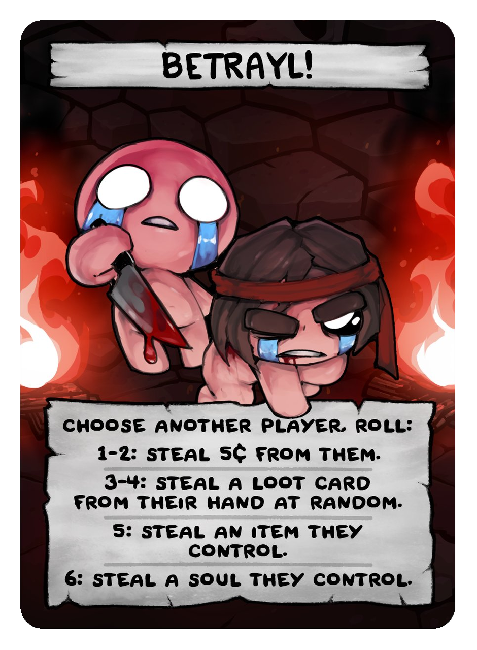 BETRAYL!
CHOOSE ANOTHER PLAYER. ROLL:
1-2: STEAL 5¢ FROM THEM.
3-4: STEAL A LOOT CARD
FROM THEIR HAND AT RANDOM.
5: STEAL AN ITEM THEY
CONTROL.
6: STEAL A SOUL THEY CONTROL.